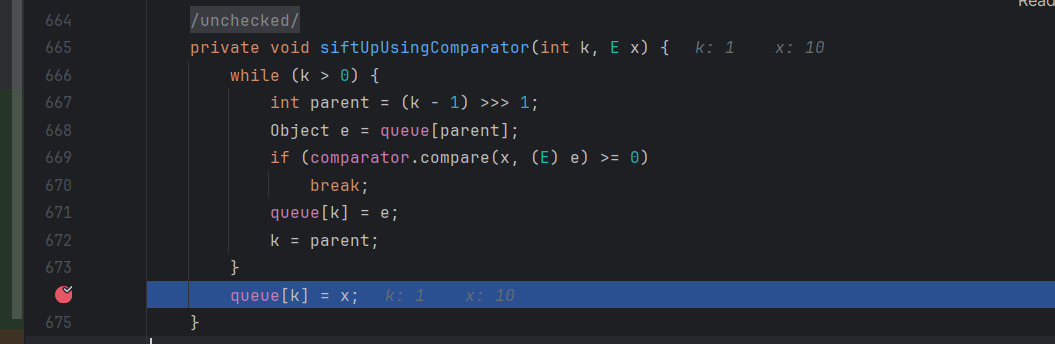 Read
664 /unchecked/
665 private void siftUpUsingComparator(int k, E x) { k: 1 x: 10
666 while (k > 0) {
667 int parent = (k - 1) >>> 1;
668 Object e = queue[parent];
669 if (comparator.compare(x, (E) e) >= 0)
670 break;
671 queue[k] = e;
672 k = parent;
673 }
queue[k] = x; k: 1 x: 10
675 }